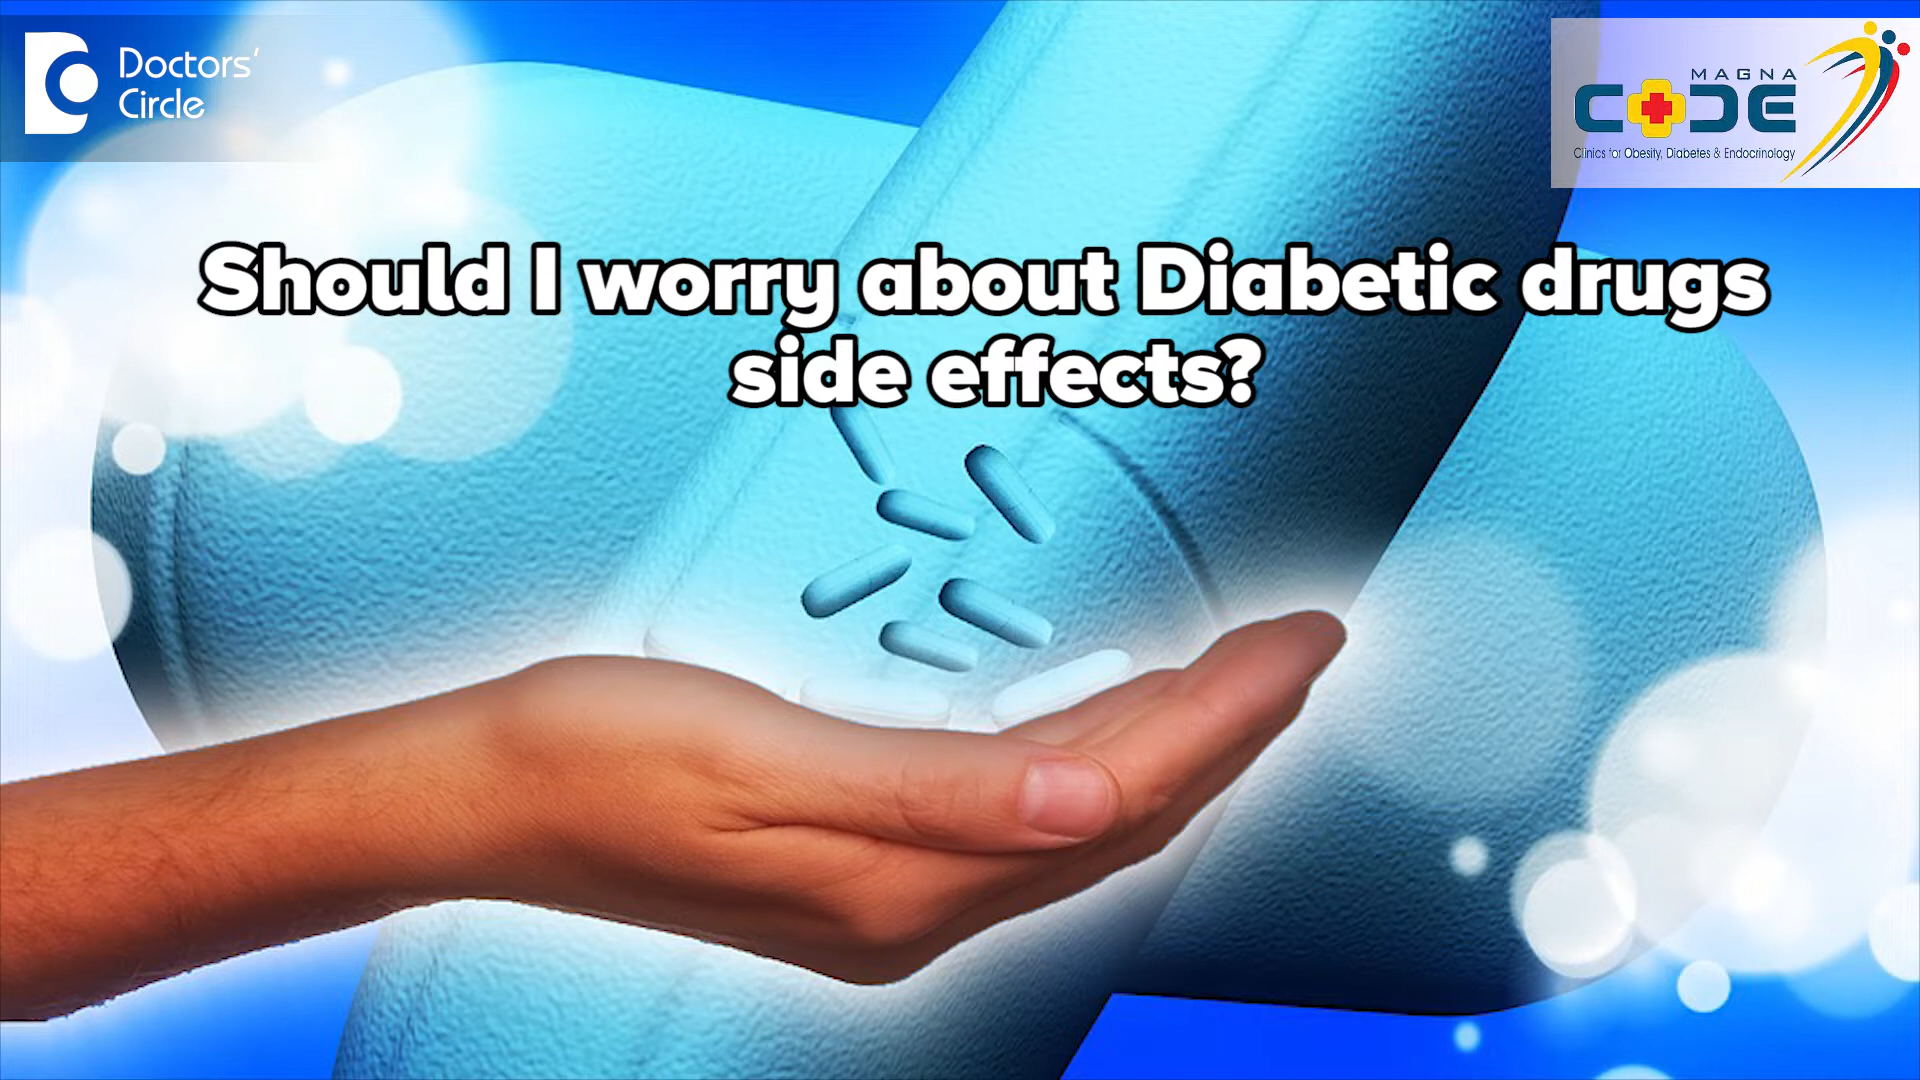 Doctors'
Circle
MAGNA
CODE
Clinics for Obesity, Diabetes & Endocrinology
Should I worry about Diabetic drugs
side effects?